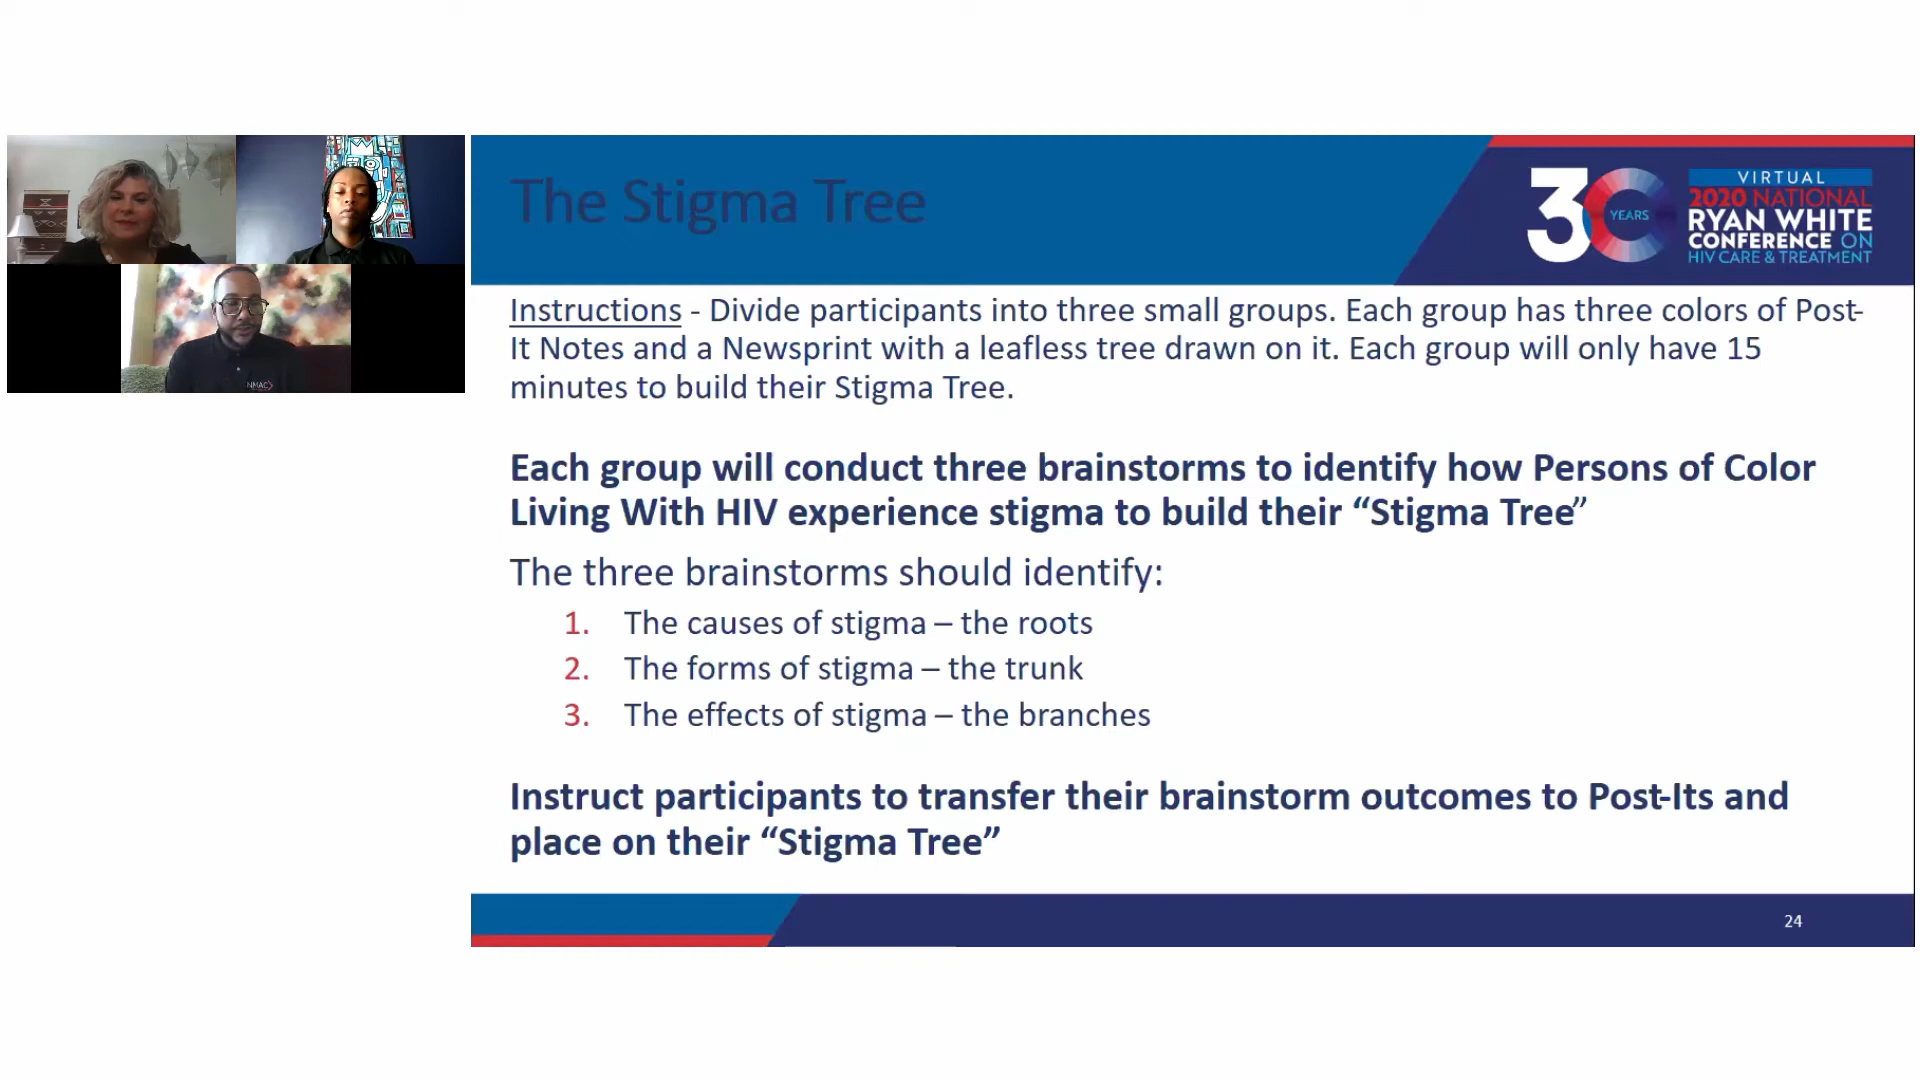 The Stigma Tree
3
YEARS
VIRTUAL
2020 NATIONAL
RYAN WHITE
CONFERENCE ON
HIV CARE & TREATMENT
Instructions - Divide participants into three small groups. Each group has three colors of Post-
It Notes and a Newsprint with a leafless tree drawn on it. Each group will only have 15
minutes to build their Stigma Tree.
Each group will conduct three brainstorms to identify how Persons of Color
Living With HIV experience stigma to build their “Stigma Tree”
The three brainstorms should identify:
1. The causes of stigma – the roots
2. The forms of stigma – the trunk
3. The effects of stigma – the branches
Instruct participants to transfer their brainstorm outcomes to Post-Its and
place on their “Stigma Tree”
24
NMAC